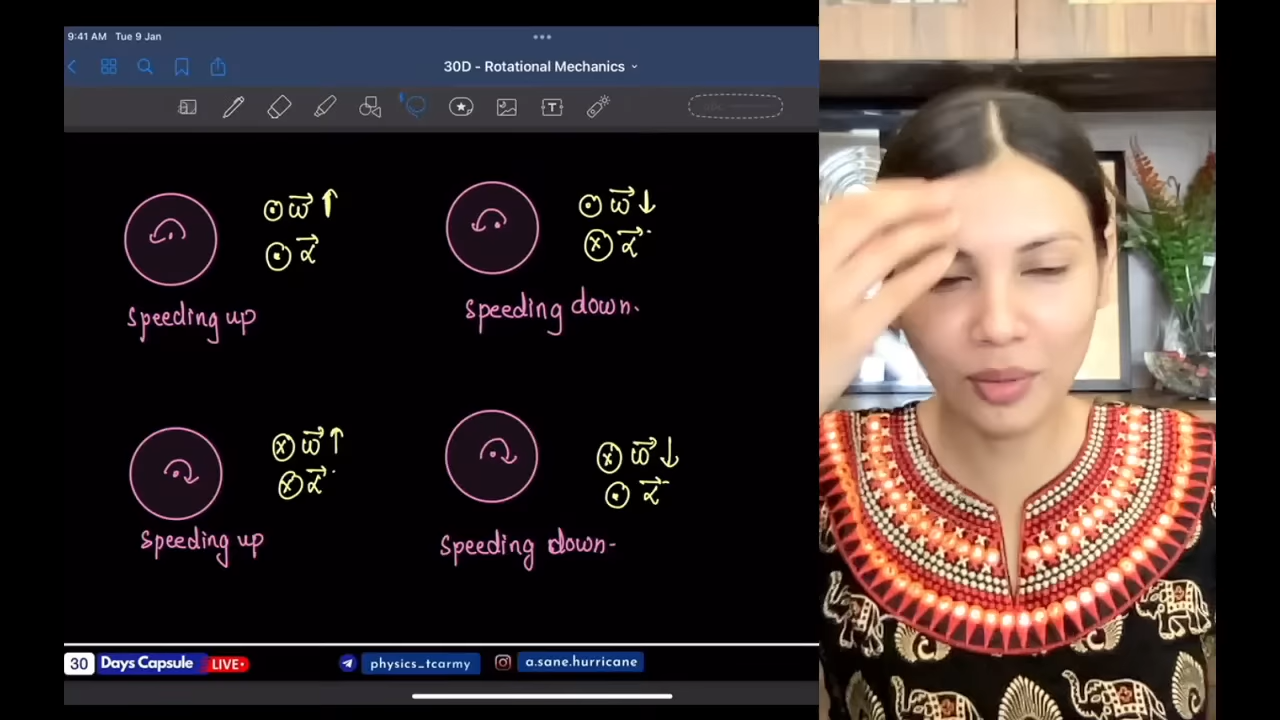 9:41 AM Tue 9 Jan
30D - Rotational Mechanics
T
⊙ ω⃗ ↑
⊙ α⃗
Speeding up
⊙ ω⃗ ↓
⊗ α⃗
Speeding down.
⊗ ω⃗ ↑
⊗ α⃗
Speeding up
⊗ ω⃗ ↓
⊙ α⃗
Speeding down-
30 Days Capsule LIVE
physics_tcarmy
a.sane.hurricane